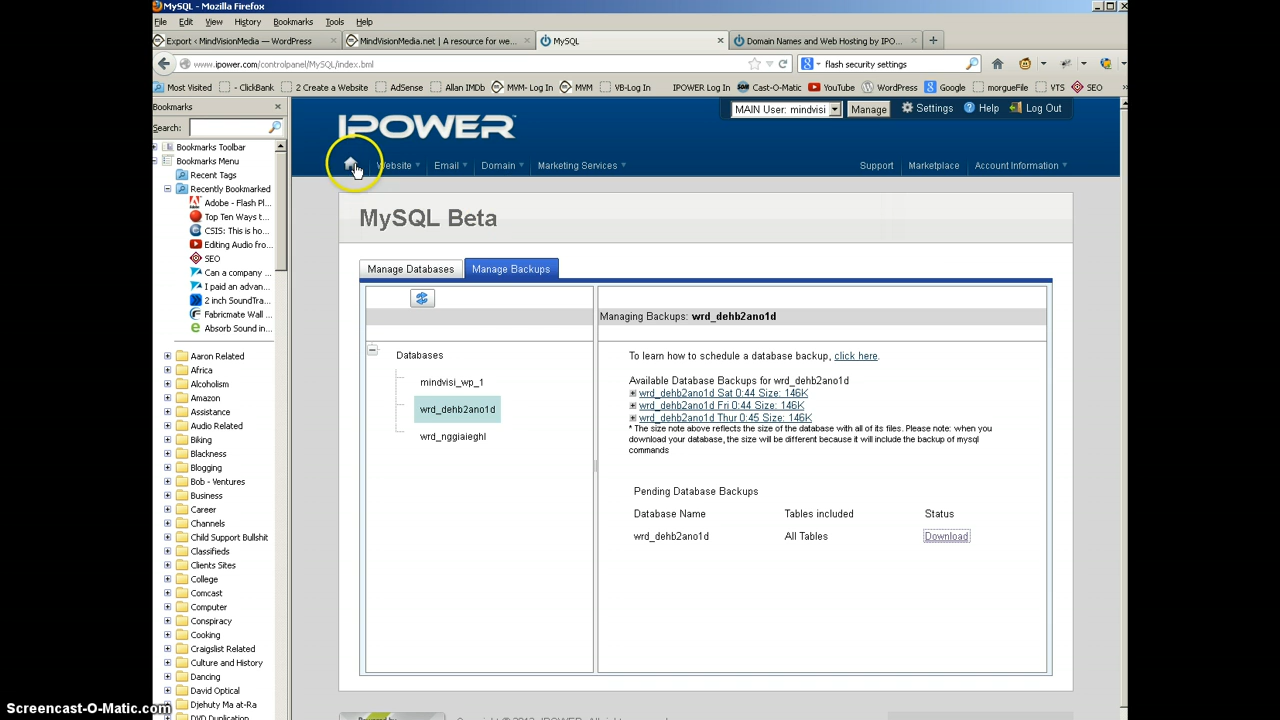 MySQL - Mozilla Firefox
File Edit View History Bookmarks Tools Help
Export ‹ MindVisionMedia — WordPress × MindVisionMedia.net | A resource for we... × MySQL × Domain Names and Web Hosting by IPO... × +
www.ipower.com/controlpanel/MySQL/index.bml flash security settings
Most Visited - ClickBank 2 Create a Website AdSense Allan IMDb MVM- Log In MVM VB-Log In IPOWER Log In Cast-O-Matic YouTube WordPress Google morgueFile VTS SEO
Bookmarks ×
Search:
Bookmarks Toolbar
Bookmarks Menu
Recent Tags
Recently Bookmarked
Adobe - Flash Pl...
Top Ten Ways t...
CSIS: This is ho...
Editing Audio fro...
SEO
Can a company ...
I paid an advan...
2 inch SoundTra...
Fabricmate Wall ...
Absorb Sound in...
Aaron Related
Africa
Alcoholism
Amazon
Assistance
Audio Related
Biking
Blackness
Blogging
Bob - Ventures
Business
Career
Channels
Child Support Bullshit
Classifieds
Clients Sites
College
Comcast
Computer
Conspiracy
Cooking
Craigslist Related
Culture and History
Dancing
David Optical
Djehuty Ma at-Ra
DVD Duplication
MAIN User: mindvisi Manage Settings Help Log Out
IPOWER
Website Email Domain Marketing Services Support Marketplace Account Information
MySQL Beta
Manage Databases Manage Backups
Managing Backups: wrd_dehb2ano1d
Databases
mindvisi_wp_1
wrd_dehb2ano1d
wrd_nggiaieghl
To learn how to schedule a database backup, click here.
Available Database Backups for wrd_dehb2ano1d
wrd_dehb2ano1d Sat 0:44 Size: 146K
wrd_dehb2ano1d Fri 0:44 Size: 146K
wrd_dehb2ano1d Thur 0:45 Size: 146K
* The size note above reflects the size of the database with all of its files. Please note: when you
download your database, the size will be different because it will include the backup of mysql
commands
Pending Database Backups
Database Name Tables included Status
wrd_dehb2ano1d All Tables Download
Screencast-O-Matic.com